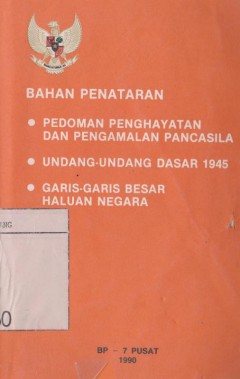 BAHAN PENATARAN
● PEDOMAN PENGHAYATAN
DAN PENGAMALAN PANCASILA
● UNDANG-UNDANG DASAR 1945
● GARIS-GARIS BESAR
HALUAN NEGARA
BP – 7 PUSAT
1990